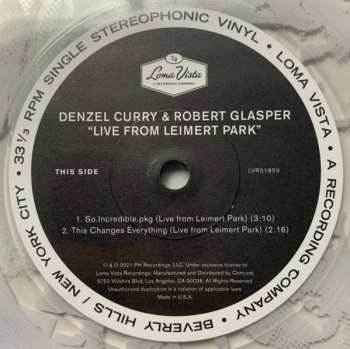 33 1/3 RPM SINGLE STEREOPHONIC VINYL • LOMA VISTA • A RECORDING COMPANY • BEVERLY HILLS / NEW YORK CITY •
Loma Vista
A RECORDING COMPANY
DENZEL CURRY & ROBERT GLASPER
"LIVE FROM LEIMERT PARK"
THIS SIDE LVR01809
1. So.Incredible.pkg (Live from Leimert Park) (3:10)
2. This Changes Everything (Live from Leimert Park) (2:16)
℗ & © 2021 PH Recordings, LLC. Under exclusive license to
Loma Vista Recordings. Manufactured and Distributed by Concord,
5750 Wilshire Blvd, Los Angeles, CA 90036. All Rights Reserved.
Unauthorized duplication is a violation of applicable laws.
Made in U.S.A.